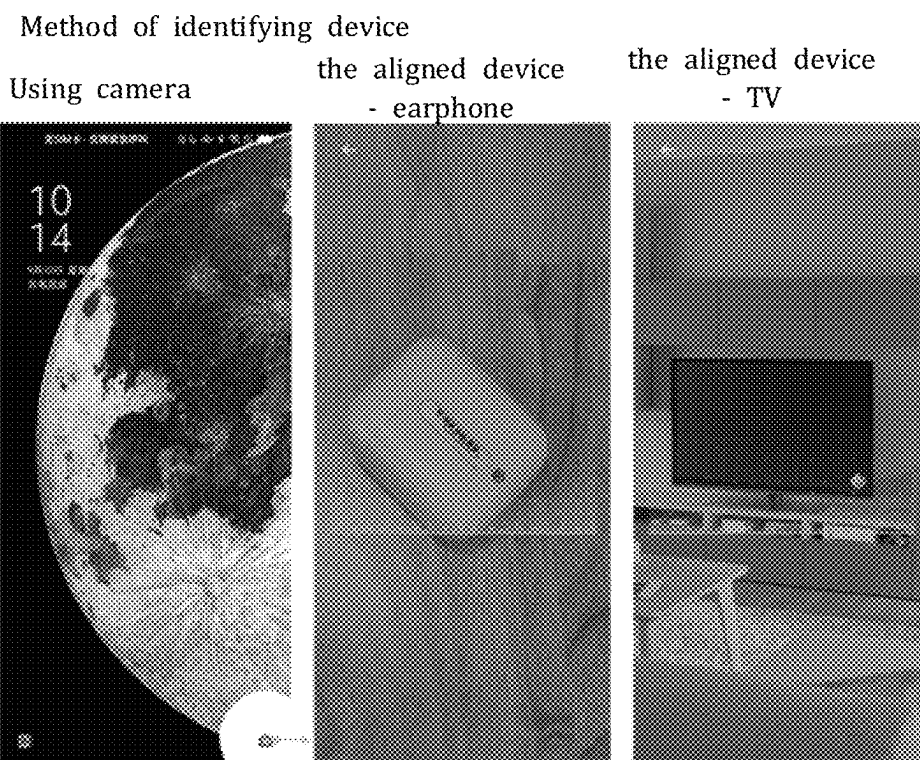 Method of identifying device
Using camera
the aligned device
- earphone
the aligned device
- TV
10
14